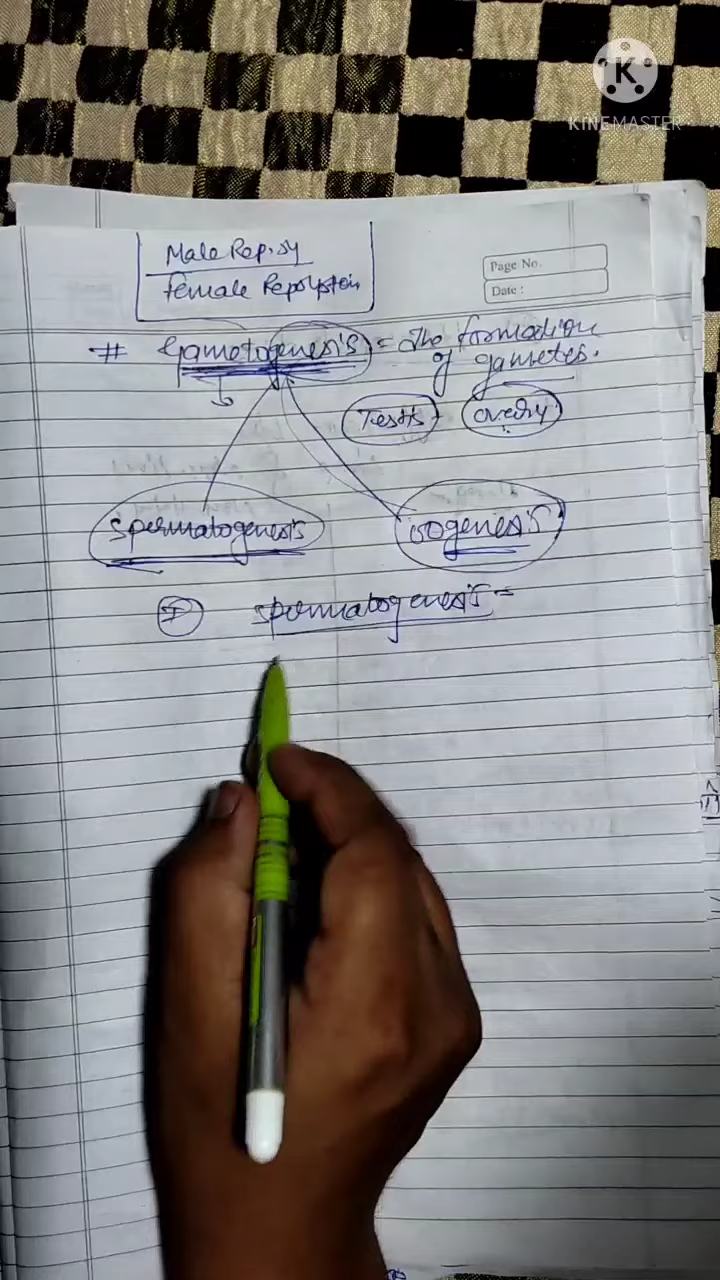 KINEMASTER
Male Rep. sy
Female Rep system
Page No.
Date :
# Gametogenesis = The formation
of gametes.
Testis ovary
spermatogenesis oogenesis
I spermatogenesis =